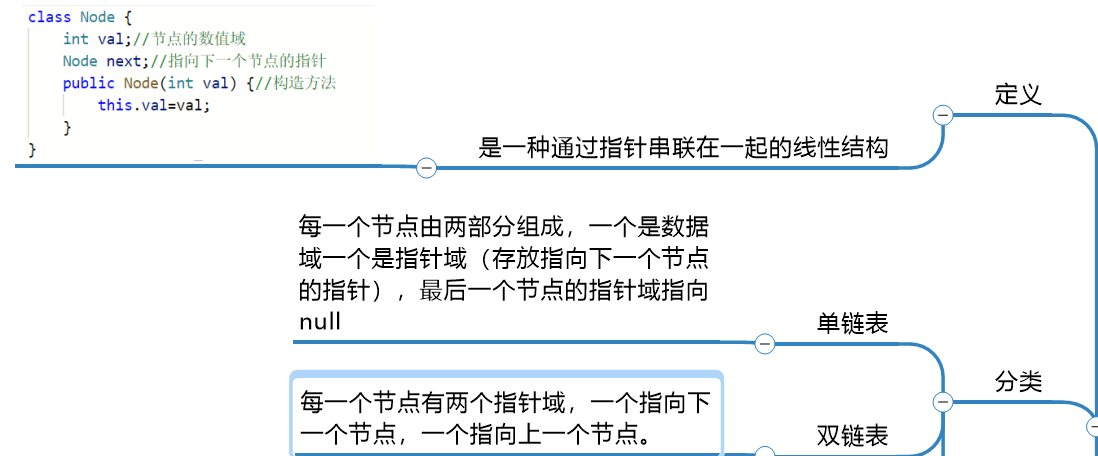 class Node {
int val;//节点的数值域
Node next;//指向下一个节点的指针
public Node(int val) {//构造方法
this.val=val;
}
}
是一种通过指针串联在一起的线性结构
定义
每一个节点由两部分组成，一个是数据
域一个是指针域（存放指向下一个节点
的指针），最后一个节点的指针域指向
null
单链表
每一个节点有两个指针域，一个指向下
一个节点，一个指向上一个节点。
双链表
分类